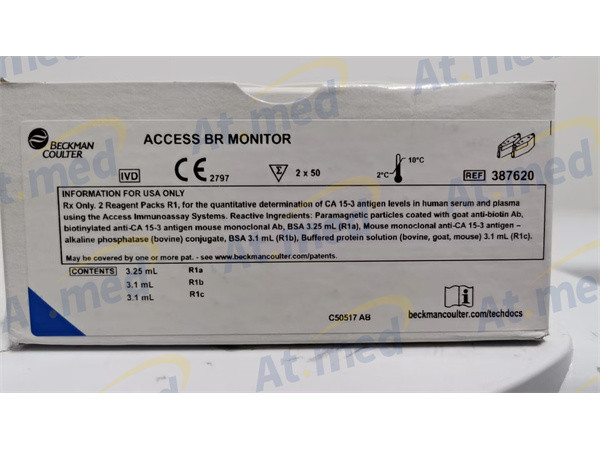 At.med
BECKMAN
COULTER
ACCESS BR MONITOR
IVD
CE 2797
Σ 2 x 50
2°C 10°C
REF 387620
INFORMATION FOR USA ONLY
Rx Only. 2 Reagent Packs R1, for the quantitative determination of CA 15-3 antigen levels in human serum and plasma
using the Access Immunoassay Systems. Reactive Ingredients: Paramagnetic particles coated with goat anti-biotin Ab,
biotinylated anti-CA 15-3 antigen mouse monoclonal Ab, BSA 3.25 mL (R1a), Mouse monoclonal anti-CA 15-3 antigen –
alkaline phosphatase (bovine) conjugate, BSA 3.1 mL (R1b), Buffered protein solution (bovine, goat, mouse) 3.1 mL (R1c).
May be covered by one or more pat. - see www.beckmancoulter.com/patents.
CONTENTS 3.25 mL R1a
3.1 mL R1b
3.1 mL R1c
C50517 AB
beckmancoulter.com/techdocs